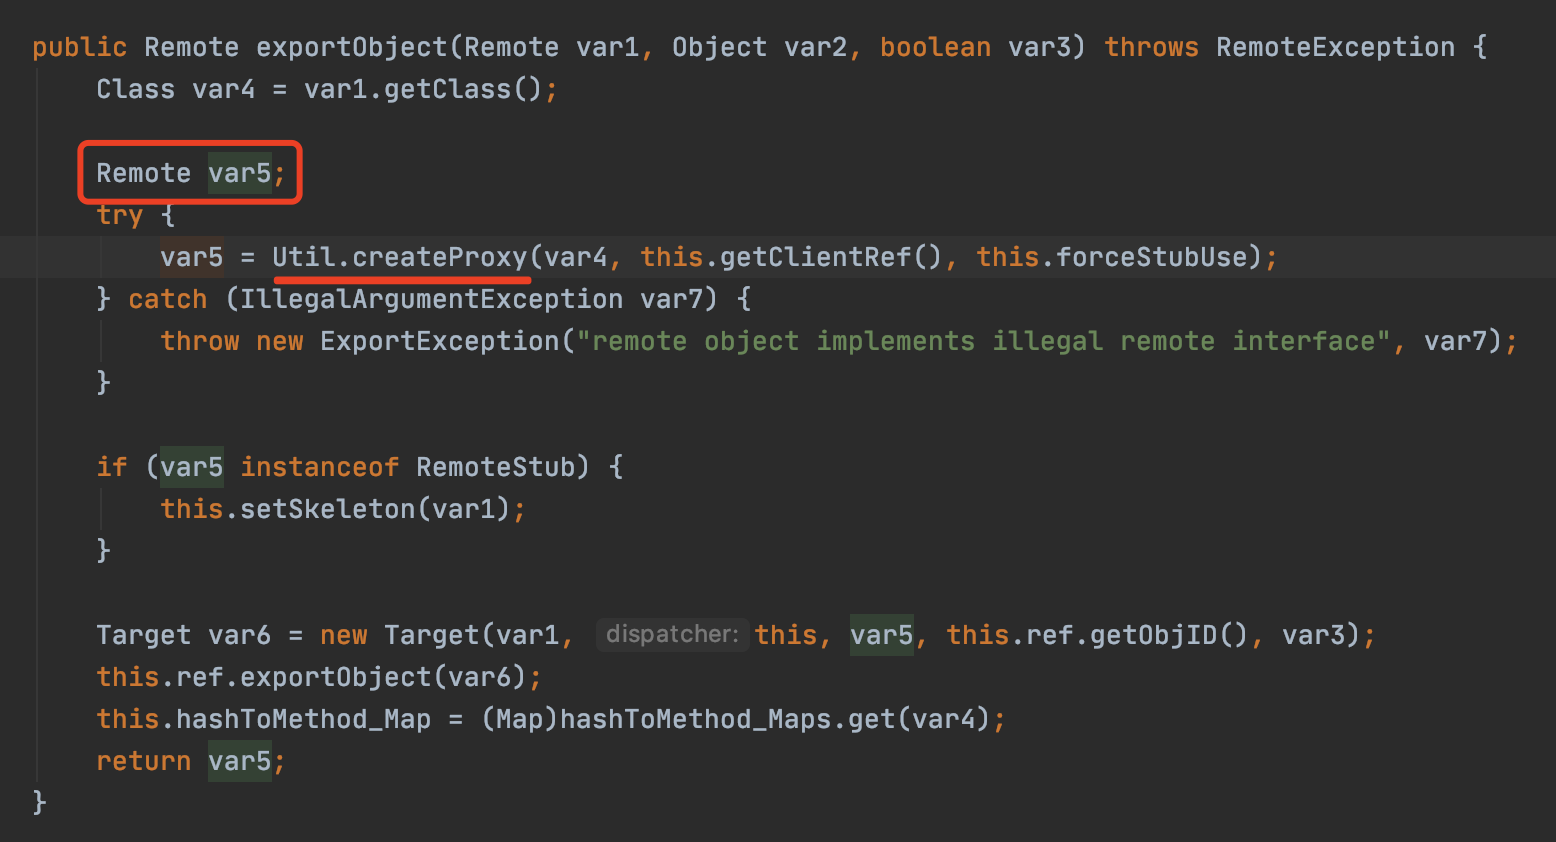 public Remote exportObject(Remote var1, Object var2, boolean var3) throws RemoteException {
Class var4 = var1.getClass();
Remote var5;
try {
var5 = Util.createProxy(var4, this.getClientRef(), this.forceStubUse);
} catch (IllegalArgumentException var7) {
throw new ExportException("remote object implements illegal remote interface", var7);
}
if (var5 instanceof RemoteStub) {
this.setSkeleton(var1);
}
Target var6 = new Target(var1, dispatcher: this, var5, this.ref.getObjID(), var3);
this.ref.exportObject(var6);
this.hashToMethod_Map = (Map)hashToMethod_Maps.get(var4);
return var5;
}